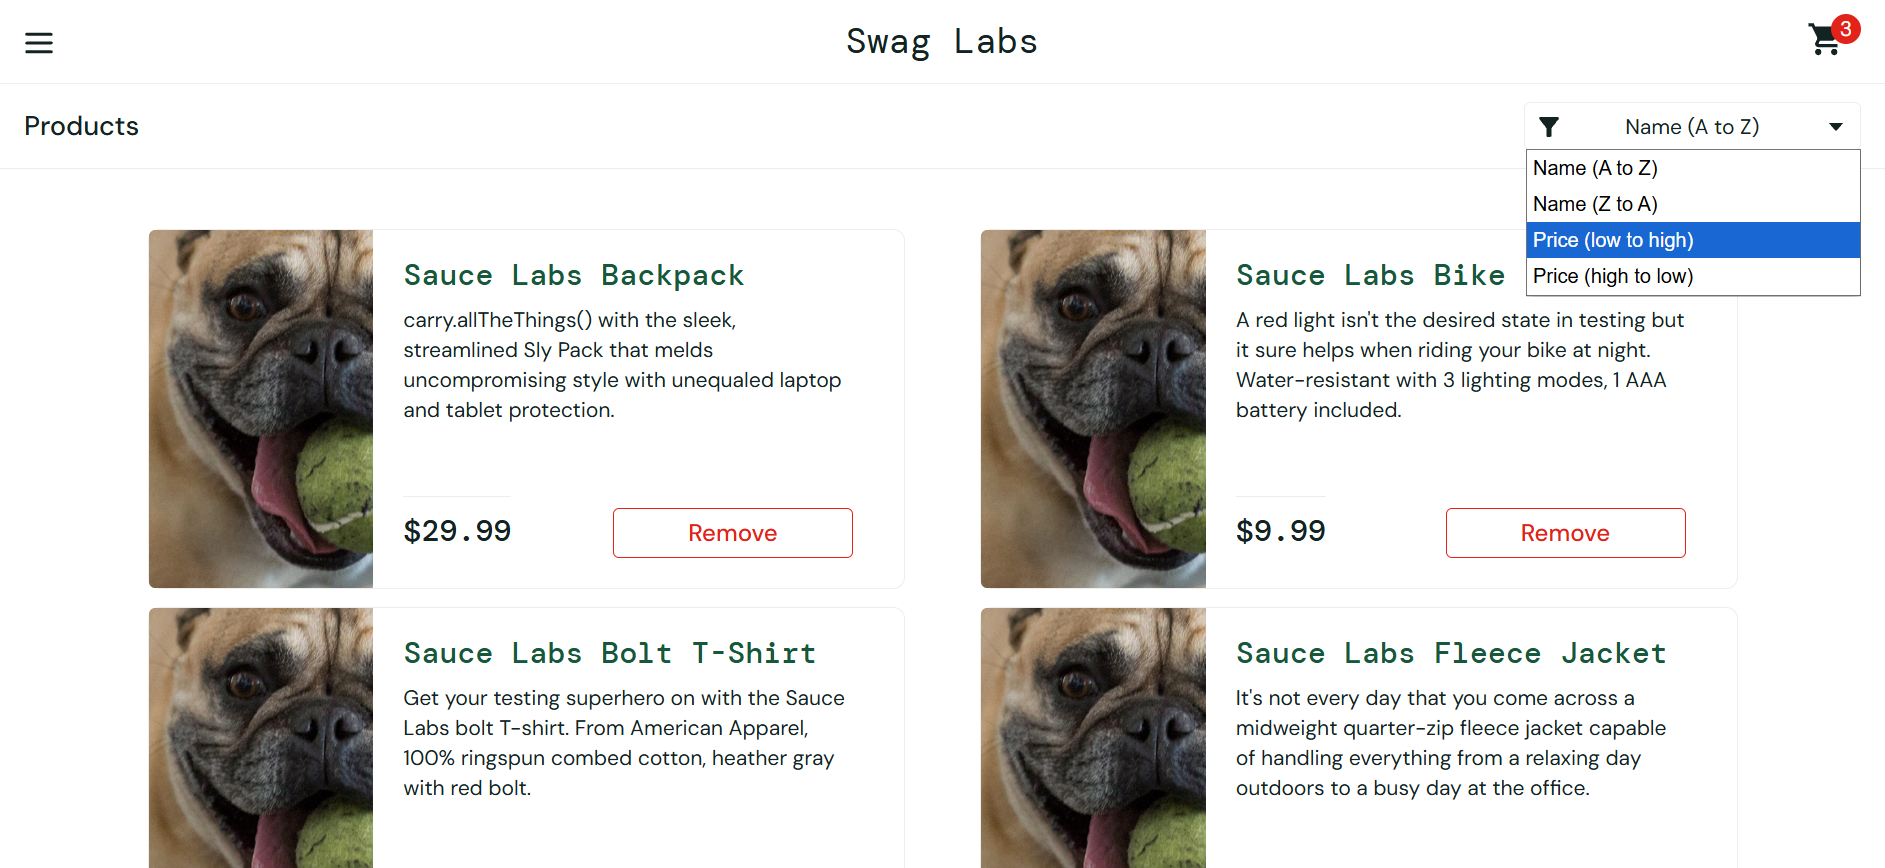 Swag Labs
3
Products
Name (A to Z)
Name (A to Z)
Name (Z to A)
Price (low to high)
Price (high to low)
Sauce Labs Backpack
carry.allTheThings() with the sleek,
streamlined Sly Pack that melds
uncompromising style with unequaled laptop
and tablet protection.
$29.99
Remove
Sauce Labs Bike
A red light isn't the desired state in testing but
it sure helps when riding your bike at night.
Water-resistant with 3 lighting modes, 1 AAA
battery included.
$9.99
Remove
Sauce Labs Bolt T-Shirt
Get your testing superhero on with the Sauce
Labs bolt T-shirt. From American Apparel,
100% ringspun combed cotton, heather gray
with red bolt.
Sauce Labs Fleece Jacket
It's not every day that you come across a
midweight quarter-zip fleece jacket capable
of handling everything from a relaxing day
outdoors to a busy day at the office.